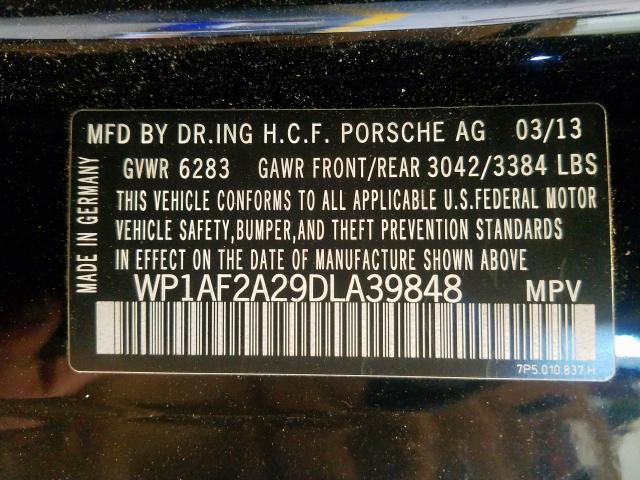 MFD BY DR.ING H.C.F. PORSCHE AG 03/13
GVWR 6283 GAWR FRONT/REAR 3042/3384 LBS
THIS VEHICLE CONFORMS TO ALL APPLICABLE U.S.FEDERAL MOTOR
VEHICLE SAFETY,BUMPER,AND THEFT PREVENTION STANDARDS
IN EFFECT ON THE DATE OF MANUFACTURE SHOWN ABOVE.
WP1AF2A29DLA39848 MPV
7P5.010.837.H
MADE IN GERMANY